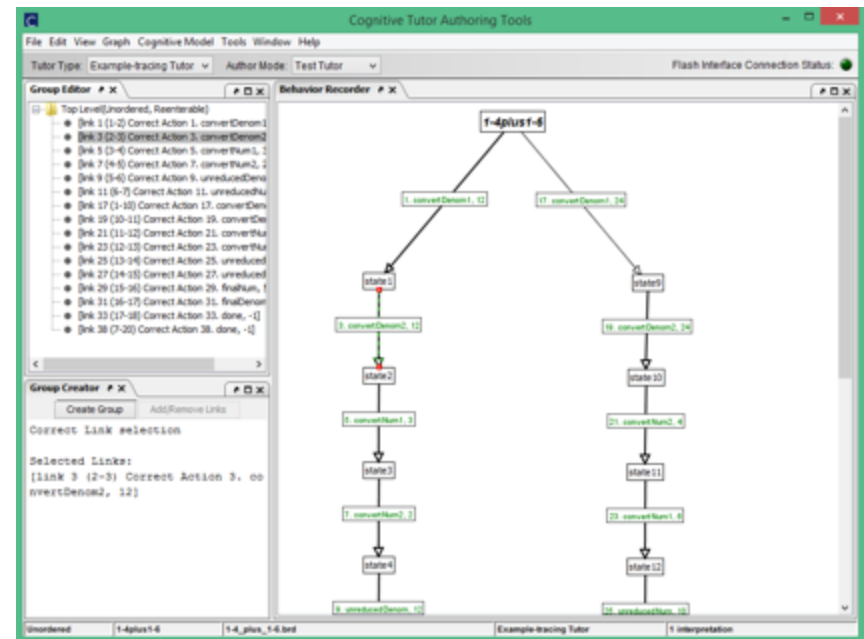 Cognitive Tutor Authoring Tools
File Edit View Graph Cognitive Model Tools Window Help
Tutor Type: Example-tracing Tutor Author Mode: Test Tutor Flash Interface Connection Status:
Group Editor
Top Level(Unordered, Reenterable)
[link 1 (1-2) Correct Action 1. convertDenom1
[link 3 (2-3) Correct Action 3. convertDenom2
[link 5 (3-4) Correct Action 5. convertNum1, 3
[link 7 (4-5) Correct Action 7. convertNum2, 2
[link 9 (5-6) Correct Action 9. unreducedDeno
[link 11 (6-7) Correct Action 11. unreducedNu
[link 17 (1-10) Correct Action 17. convertDen
[link 19 (10-11) Correct Action 19. convertDe
[link 21 (11-12) Correct Action 21. convertNu
[link 23 (12-13) Correct Action 23. convertNu
[link 25 (13-14) Correct Action 25. unreduced
[link 27 (14-15) Correct Action 27. unreduced
[link 29 (15-16) Correct Action 29. finalNum,
[link 31 (16-17) Correct Action 31. finalDenom
[link 33 (17-18) Correct Action 33. done, -1]
[link 38 (7-20) Correct Action 38. done, -1]
Group Creator
Create Group Add/Remove Links
Correct Link selection
Selected Links:
[link 3 (2-3) Correct Action 3. co
nvertDenom2, 12]
Behavior Recorder
1-4plus1-6
1. convertDenom1, 12
17. convertDenom1, 24
state1
state9
3. convertDenom2, 12
19. convertDenom2, 24
state2
state10
5. convertNum1, 3
21. convertNum2, 4
state3
state11
7. convertNum2, 2
23. convertNum1, 6
state4
state12
9. unreducedDenom, 12
25. unreducedNum, 10
Unordered 1-4plus1-6 1-4_plus_1-6.brd Example-tracing Tutor 1 interpretation